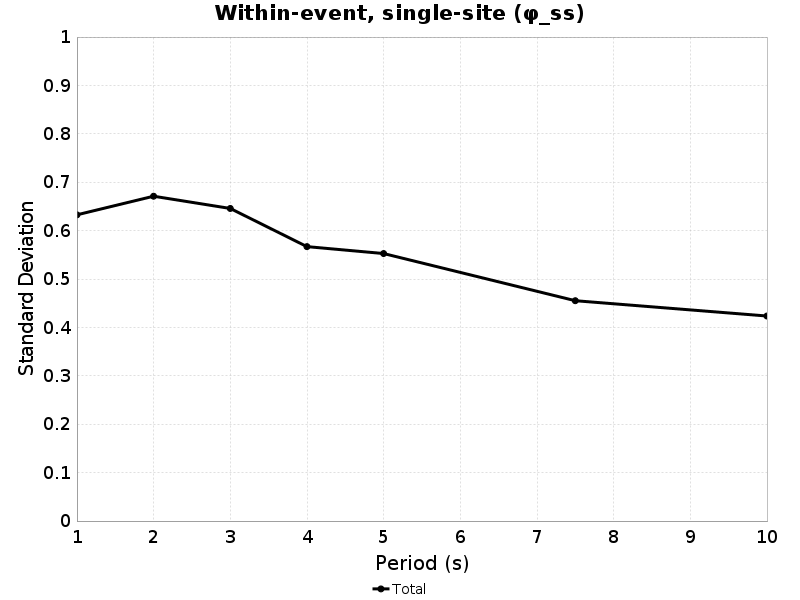 Within-event, single-site (φ_ss)
1
0.9
0.8
0.7
0.6
0.5
0.4
0.3
0.2
0.1
0
Standard Deviation
1 2 3 4 5 6 7 8 9 10
Period (s)
Total